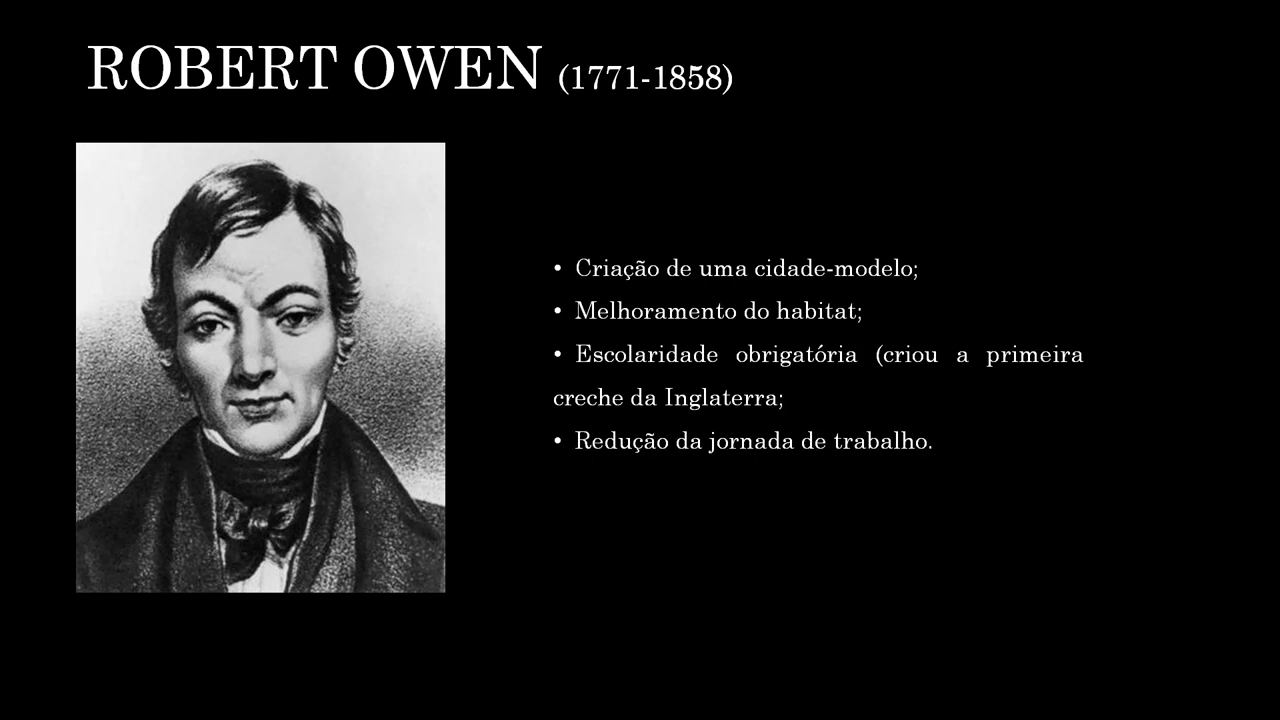 ROBERT OWEN (1771-1858)
• Criação de uma cidade-modelo;
• Melhoramento do habitat;
• Escolaridade obrigatória (criou a primeira
creche da Inglaterra;
• Redução da jornada de trabalho.